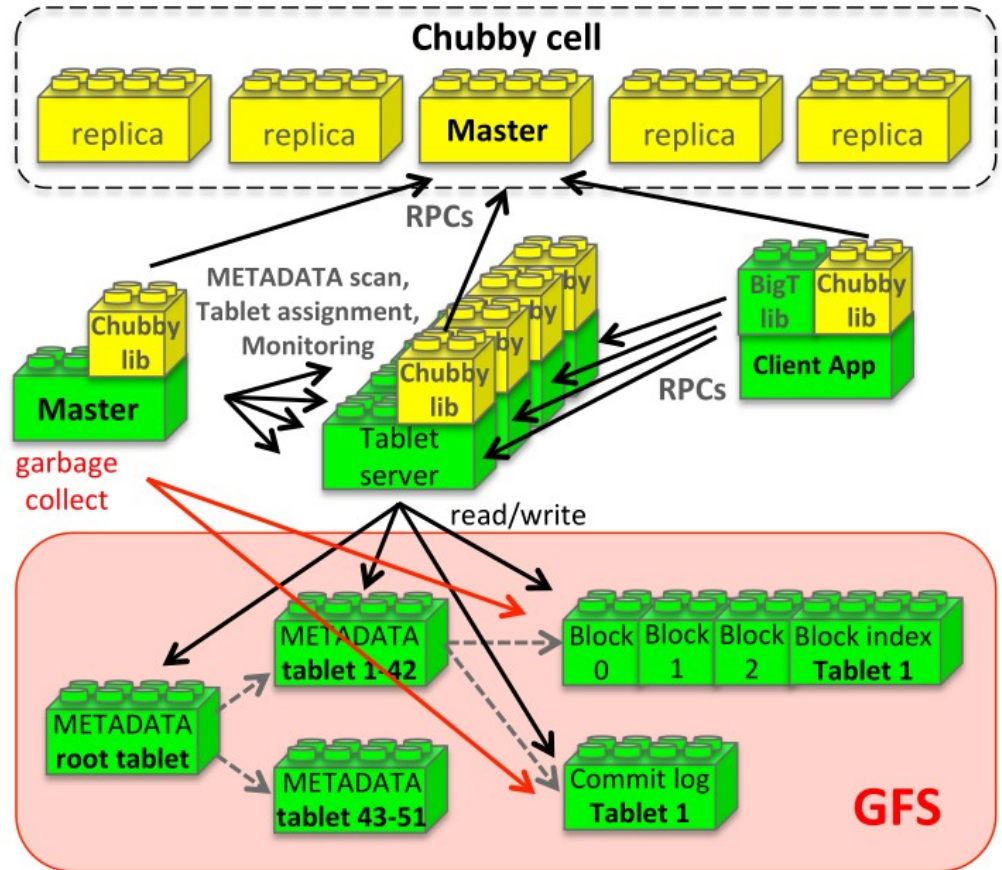 Chubby cell
replica
replica
Master
replica
replica
RPCs
METADATA scan,
Tablet assignment,
Monitoring
Chubby
lib
Master
garbage
collect
by
by
by
Chubby
lib
Tablet
server
BigT
lib
Chubby
lib
Client App
RPCs
read/write
METADATA
root tablet
METADATA
tablet 1-42
METADATA
tablet 43-51
Block
0
Block
1
Block
2
Block index
Tablet 1
Commit log
Tablet 1
GFS